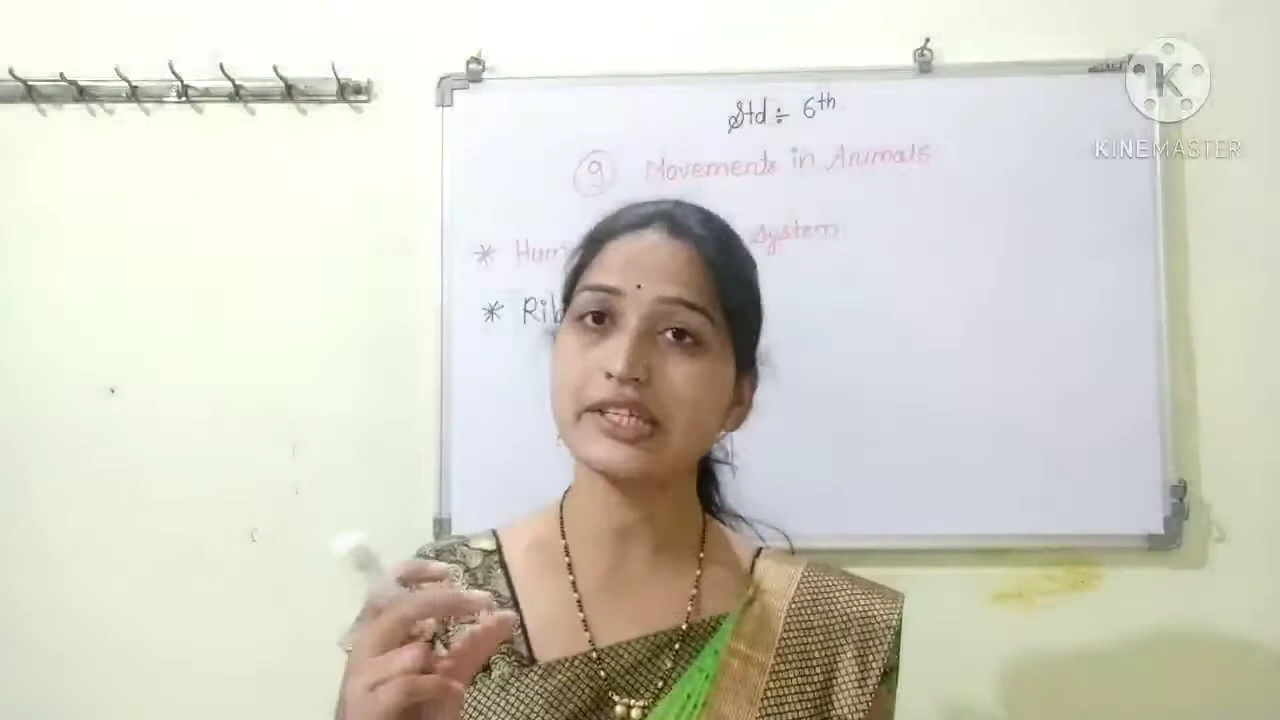 Std ÷ 6th
9 Movements in Animals
* Hum system
* Rib
K
KINEMASTER